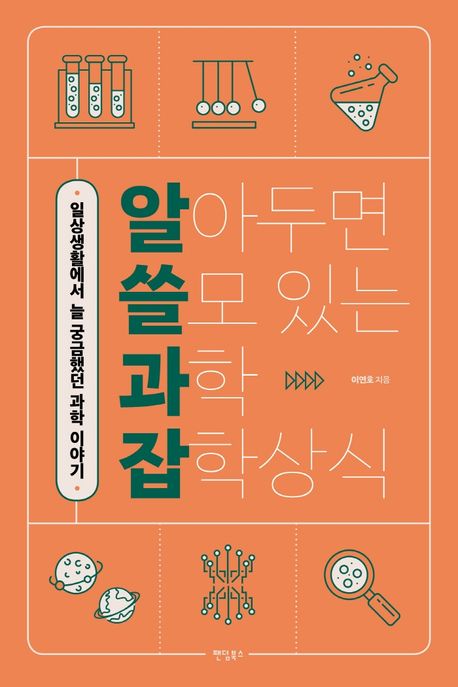 일상생활에서 늘 궁금했던 과학 이야기
알아두면
쓸모 있는
과학
이연호 지음
잡학상식
팬덤북스